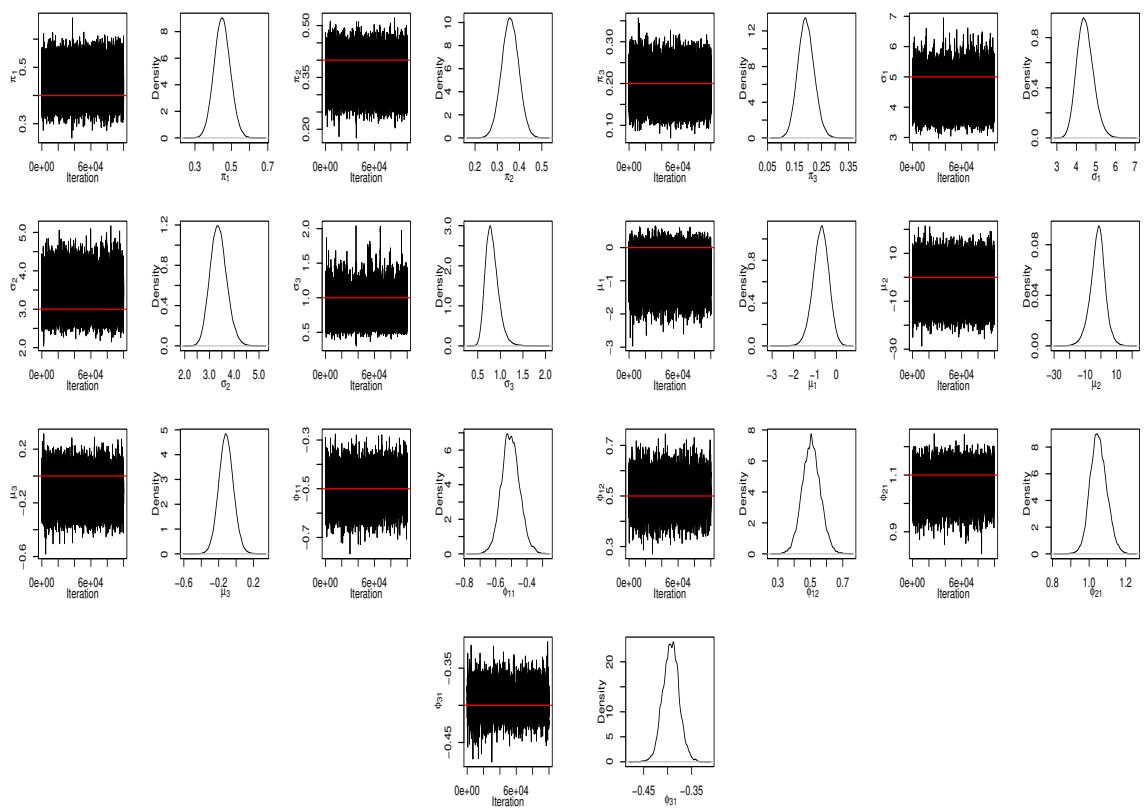 π1
0.3 0.5
0e+00 6e+04
Iteration
Density
0 2 4 6 8
0.3 0.5 0.7
π1
π2
0.20 0.35 0.50
0e+00 6e+04
Iteration
Density
0 2 4 6 8 10
0.2 0.3 0.4 0.5
π2
π3
0.10 0.20 0.30
0e+00 6e+04
Iteration
Density
0 4 8 12
0.05 0.15 0.25 0.35
π3
σ1
3 4 5 6 7
0e+00 6e+04
Iteration
Density
0.0 0.4 0.8
3 4 5 6 7
σ1
σ2
2.0 3.0 4.0 5.0
0e+00 6e+04
Iteration
Density
0.0 0.4 0.8 1.2
2.0 3.0 4.0 5.0
σ2
σ3
0.5 1.0 1.5 2.0
0e+00 6e+04
Iteration
Density
0.0 1.0 2.0 3.0
0.5 1.0 1.5 2.0
σ3
μ1
−3 −2 −1 0
0e+00 6e+04
Iteration
Density
0.0 0.4 0.8
−3 −2 −1 0
μ1
μ2
−30 −10 10
0e+00 6e+04
Iteration
Density
0.00 0.04 0.08
−30 −10 10
μ2
μ3
−0.6 −0.2 0.2
0e+00 6e+04
Iteration
Density
0 1 2 3 4 5
−0.6 −0.2 0.2
μ3
ϕ11
−0.7 −0.5 −0.3
0e+00 6e+04
Iteration
Density
0 2 4 6
−0.8 −0.6 −0.4
ϕ11
ϕ12
0.3 0.5 0.7
0e+00 6e+04
Iteration
Density
0 2 4 6 8
0.3 0.5 0.7
ϕ12
ϕ21
0.9 1.1
0e+00 6e+04
Iteration
Density
0 2 4 6 8
0.8 1.0 1.2
ϕ21
ϕ31
−0.45 −0.35
0e+00 6e+04
Iteration
Density
0 5 10 20
−0.45 −0.35
ϕ31